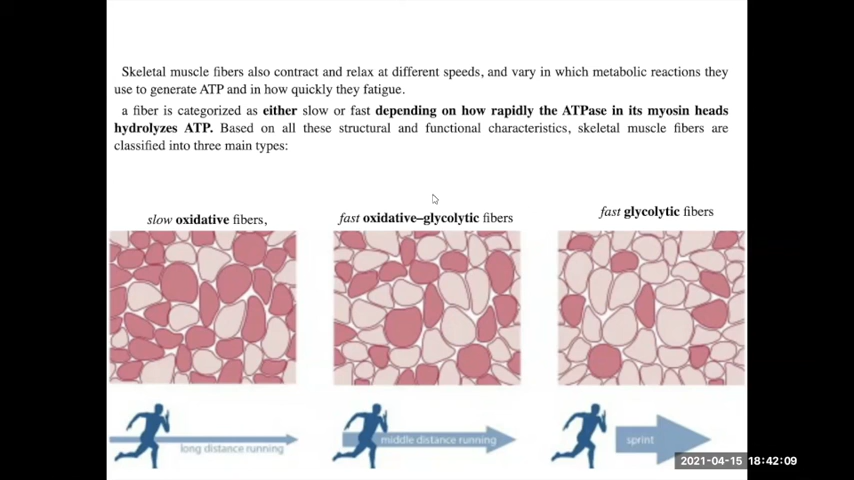 Skeletal muscle fibers also contract and relax at different speeds, and vary in which metabolic reactions they
use to generate ATP and in how quickly they fatigue.
a fiber is categorized as either slow or fast depending on how rapidly the ATPase in its myosin heads
hydrolyzes ATP. Based on all these structural and functional characteristics, skeletal muscle fibers are
classified into three main types:
slow oxidative fibers,
fast oxidative–glycolytic fibers
fast glycolytic fibers
long distance running
middle distance running
sprint
2021-04-15 18:42:09